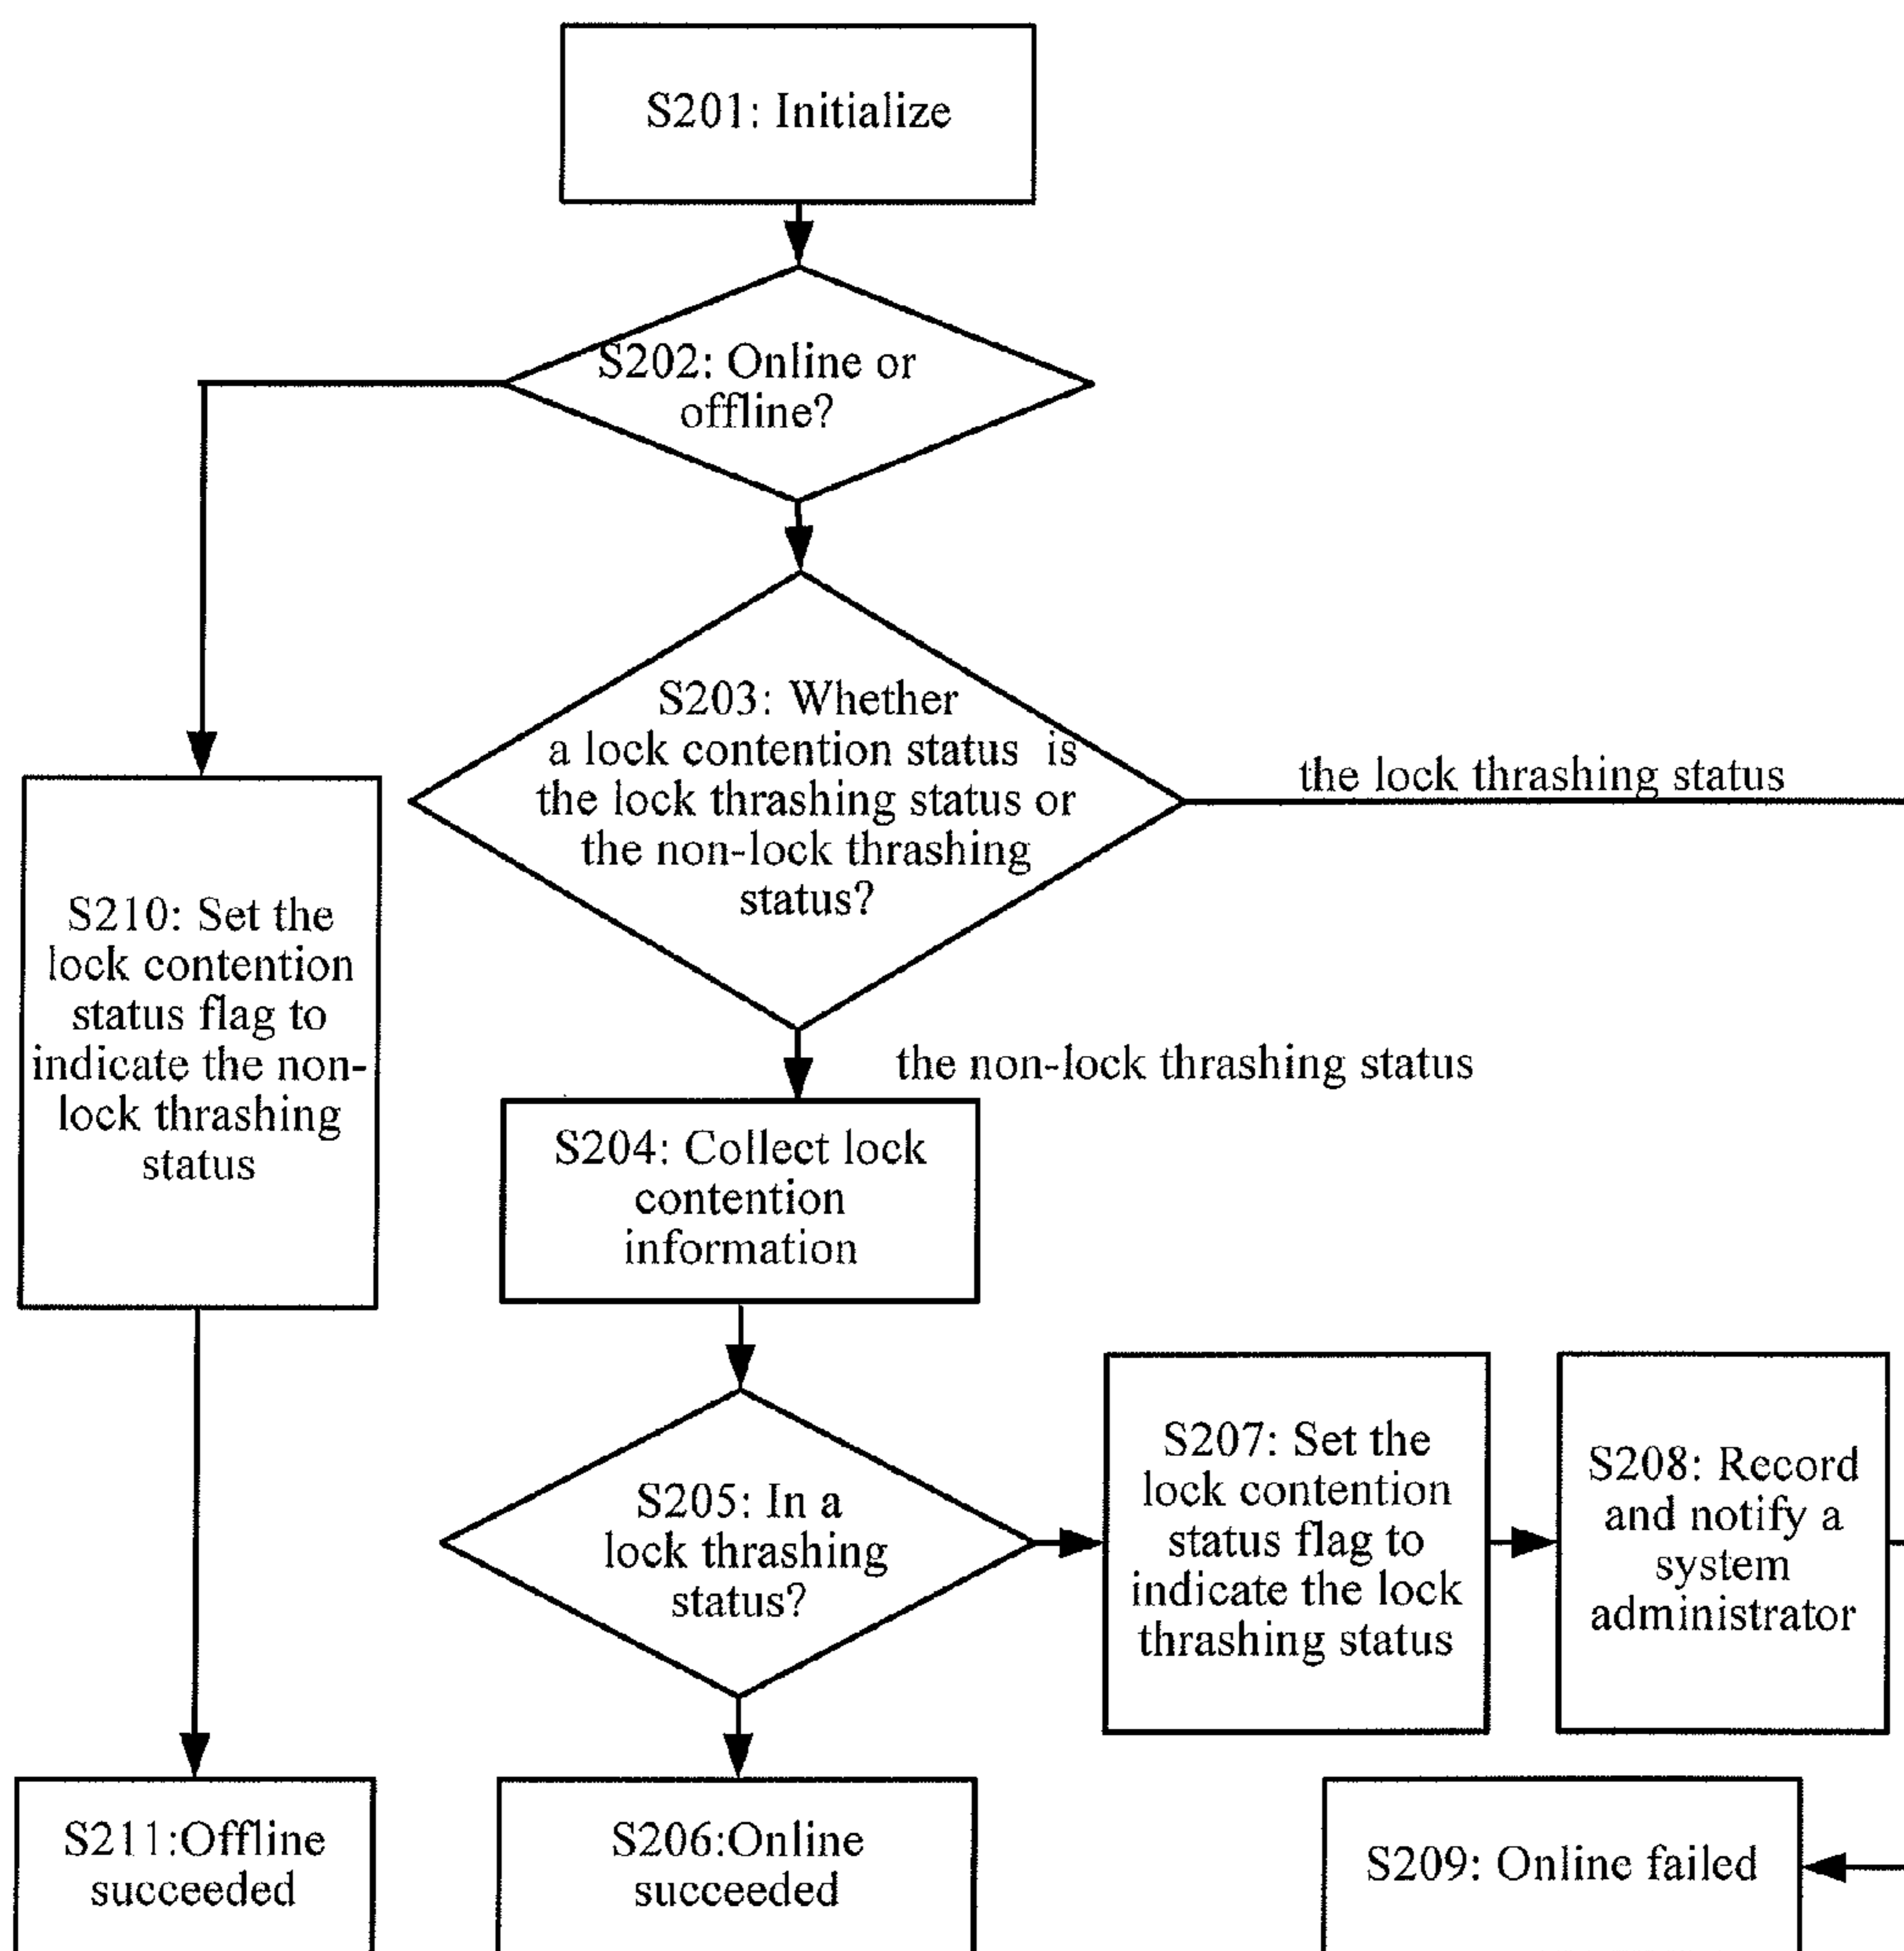 S201: Initialize
S202: Online or
offline?
S203: Whether
a lock contention status is
the lock thrashing status or
the non-lock thrashing
status?
the lock thrashing status
S210: Set the
lock contention
status flag to
indicate the non-
lock thrashing
status
the non-lock thrashing status
S204: Collect lock
contention
information
S205: In a
lock thrashing
status?
S207: Set the
lock contention
status flag to
indicate the lock
thrashing status
S208: Record
and notify a
system
administrator
S211:Offline
succeeded
S206:Online
succeeded
S209: Online failed